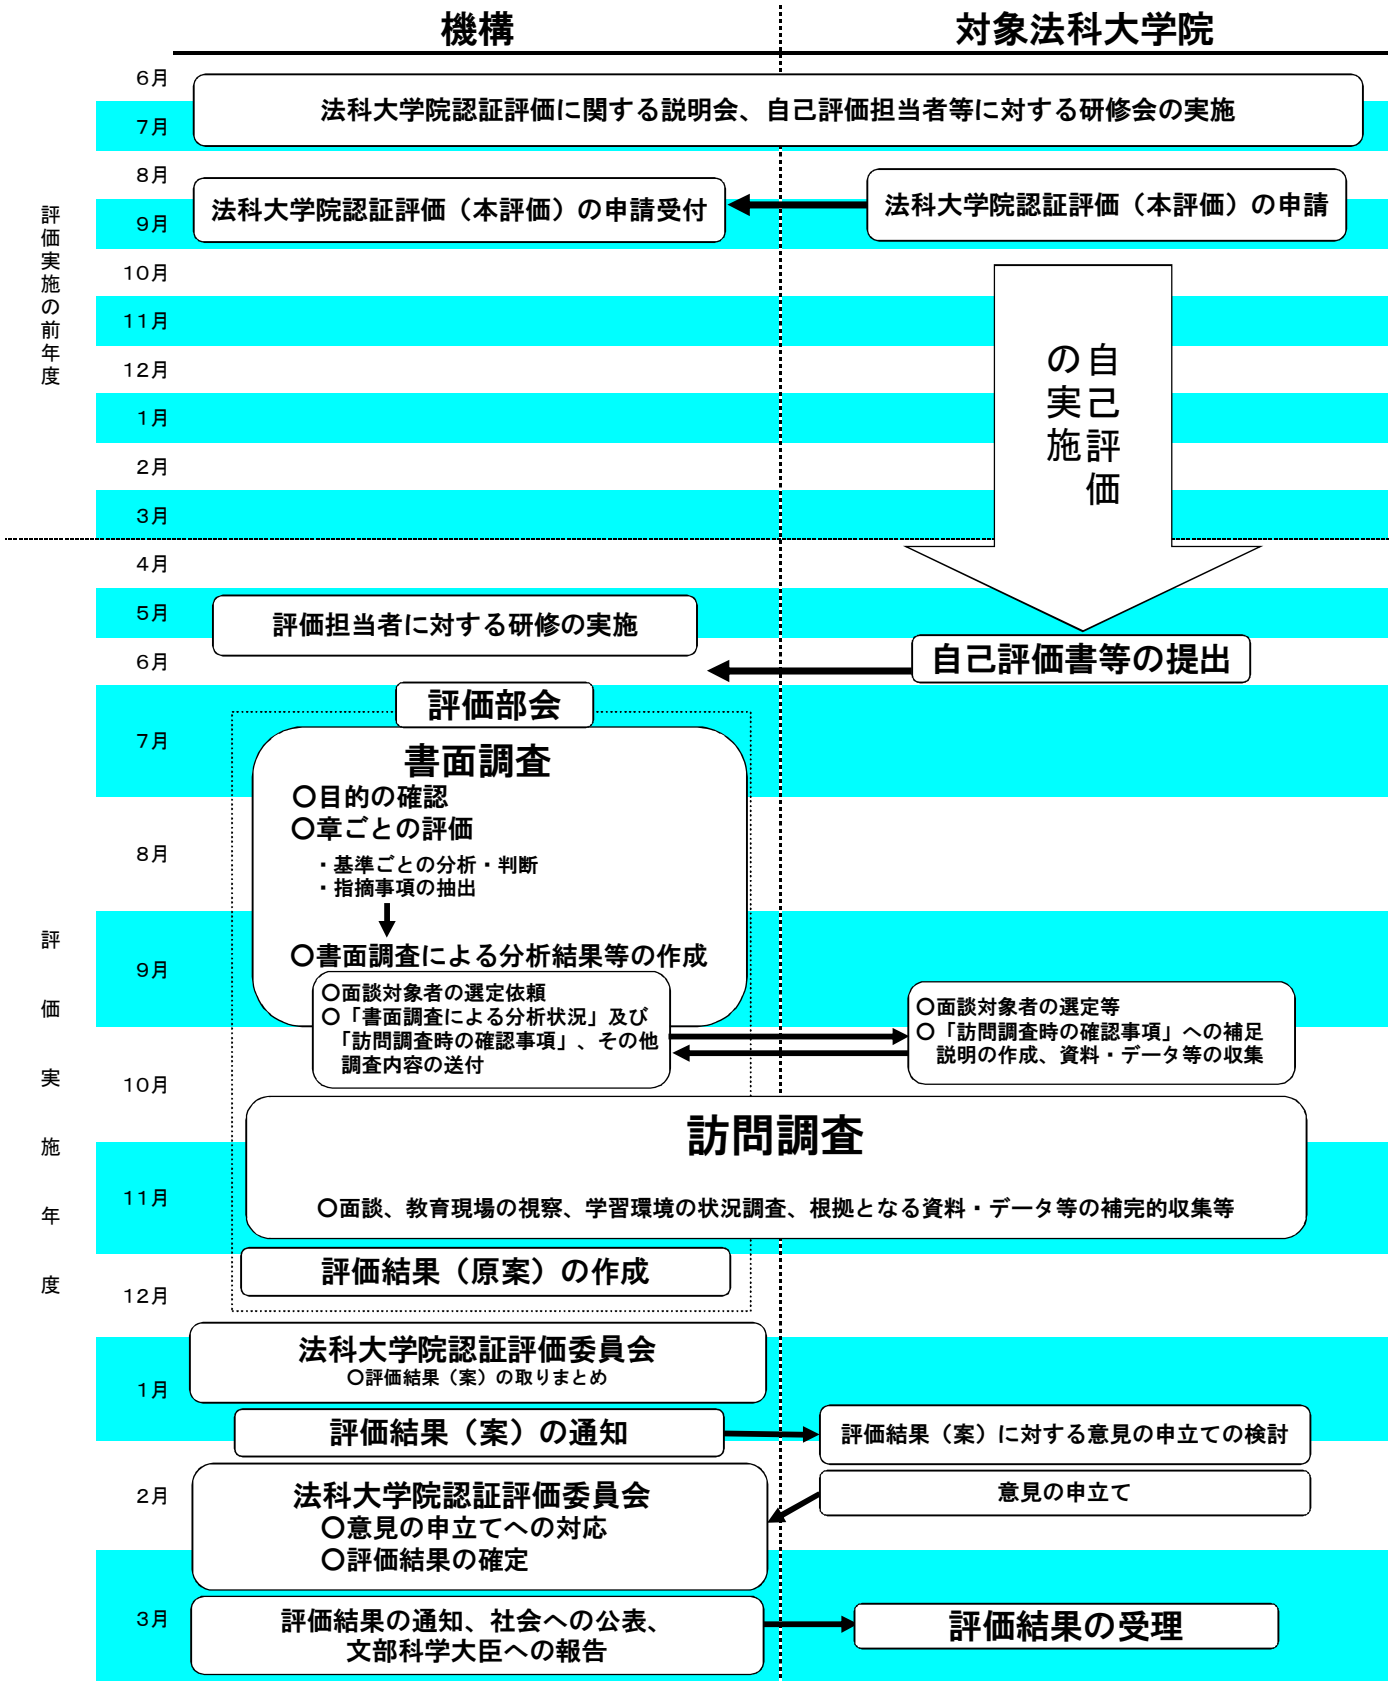 機構
対象法科大学院
評価実施の前年度
6月
法科大学院認証評価に関する説明会、自己評価担当者等に対する研修会の実施
7月
8月
法科大学院認証評価（本評価）の申請受付
法科大学院認証評価（本評価）の申請
9月
10月
11月
12月
1月
2月
3月
自己評価
の実施
評価実施年度
4月
5月
評価担当者に対する研修の実施
6月
自己評価書等の提出
評価部会
7月
書面調査
〇目的の確認
〇章ごとの評価
8月
・基準ごとの分析・判断
・指摘事項の抽出
〇書面調査による分析結果等の作成
9月
〇面談対象者の選定依頼
〇「書面調査による分析状況」及び
「訪問調査時の確認事項」、その他
調査内容の送付
〇面談対象者の選定等
〇「訪問調査時の確認事項」への補足
説明の作成、資料・データ等の収集
10月
訪問調査
11月
〇面談、教育現場の視察、学習環境の状況調査、根拠となる資料・データ等の補完的収集等
評価結果（原案）の作成
12月
法科大学院認証評価委員会
〇評価結果（案）の取りまとめ
1月
評価結果（案）の通知
評価結果（案）に対する意見の申立ての検討
2月
意見の申立て
法科大学院認証評価委員会
〇意見の申立てへの対応
〇評価結果の確定
3月
評価結果の通知、社会への公表、
文部科学大臣への報告
評価結果の受理